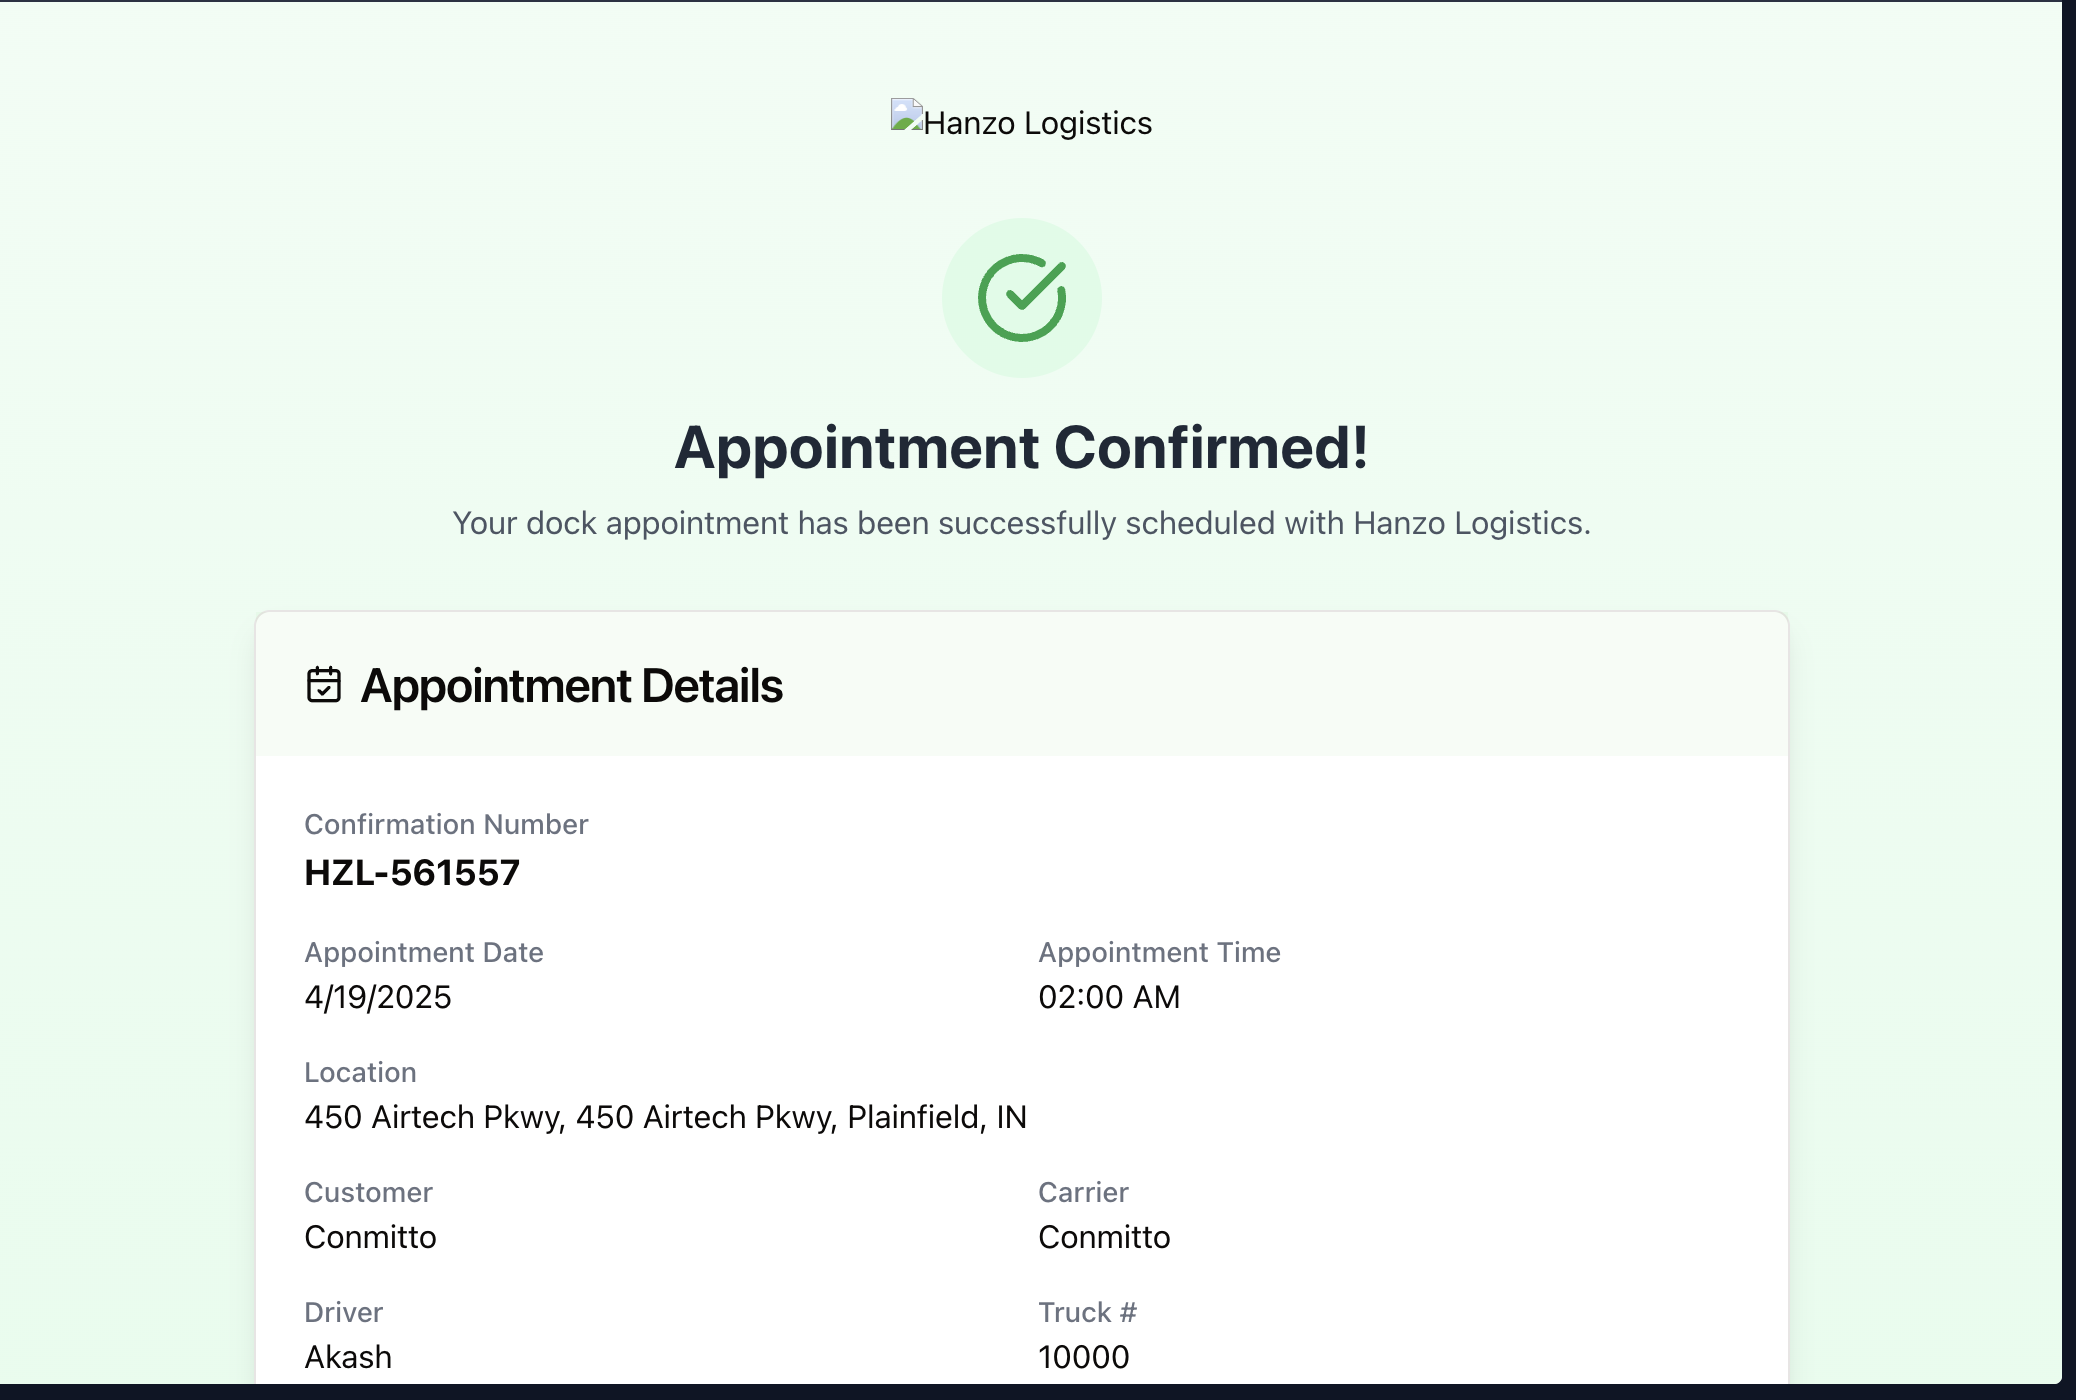 Hanzo Logistics
Appointment Confirmed!
Your dock appointment has been successfully scheduled with Hanzo Logistics.
Appointment Details
Confirmation Number
HZL-561557
Appointment Date
4/19/2025
Appointment Time
02:00 AM
Location
450 Airtech Pkwy, 450 Airtech Pkwy, Plainfield, IN
Customer
Conmitto
Carrier
Conmitto
Driver
Akash
Truck #
10000